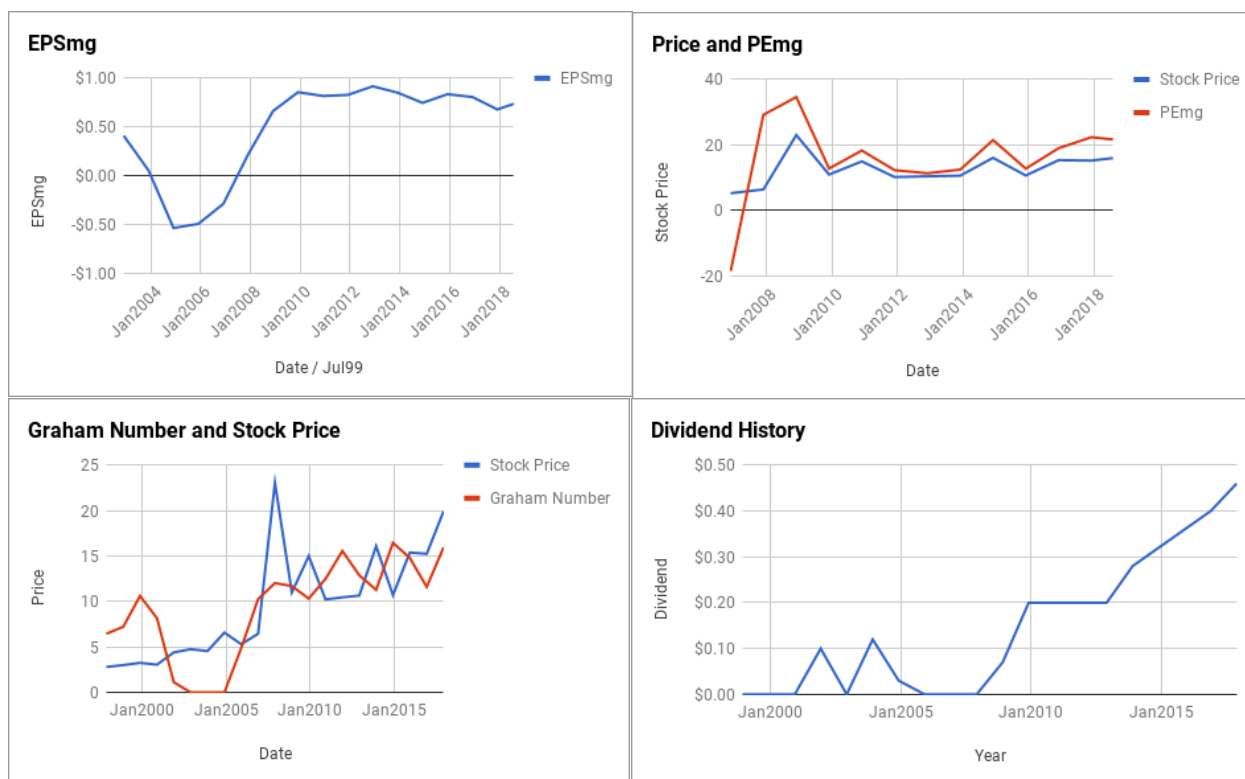 EPSmg
EPSmg
$1.00
$0.50
$0.00
-$0.50
-$1.00
EPSmg
Jan2004
Jan2006
Jan2008
Jan2010
Jan2012
Jan2014
Jan2016
Jan2018
Date / Jul99
Price and PEmg
Stock Price
PEmg
40
20
0
-20
Stock Price
Jan2008
Jan2010
Jan2012
Jan2014
Jan2016
Jan2018
Date
Graham Number and Stock Price
Stock Price
Graham Number
25
20
15
10
5
0
Price
Jan2000
Jan2005
Jan2010
Jan2015
Date
Dividend History
$0.50
$0.40
$0.30
$0.20
$0.10
$0.00
Dividend
Jan2000
Jan2005
Jan2010
Jan2015
Year